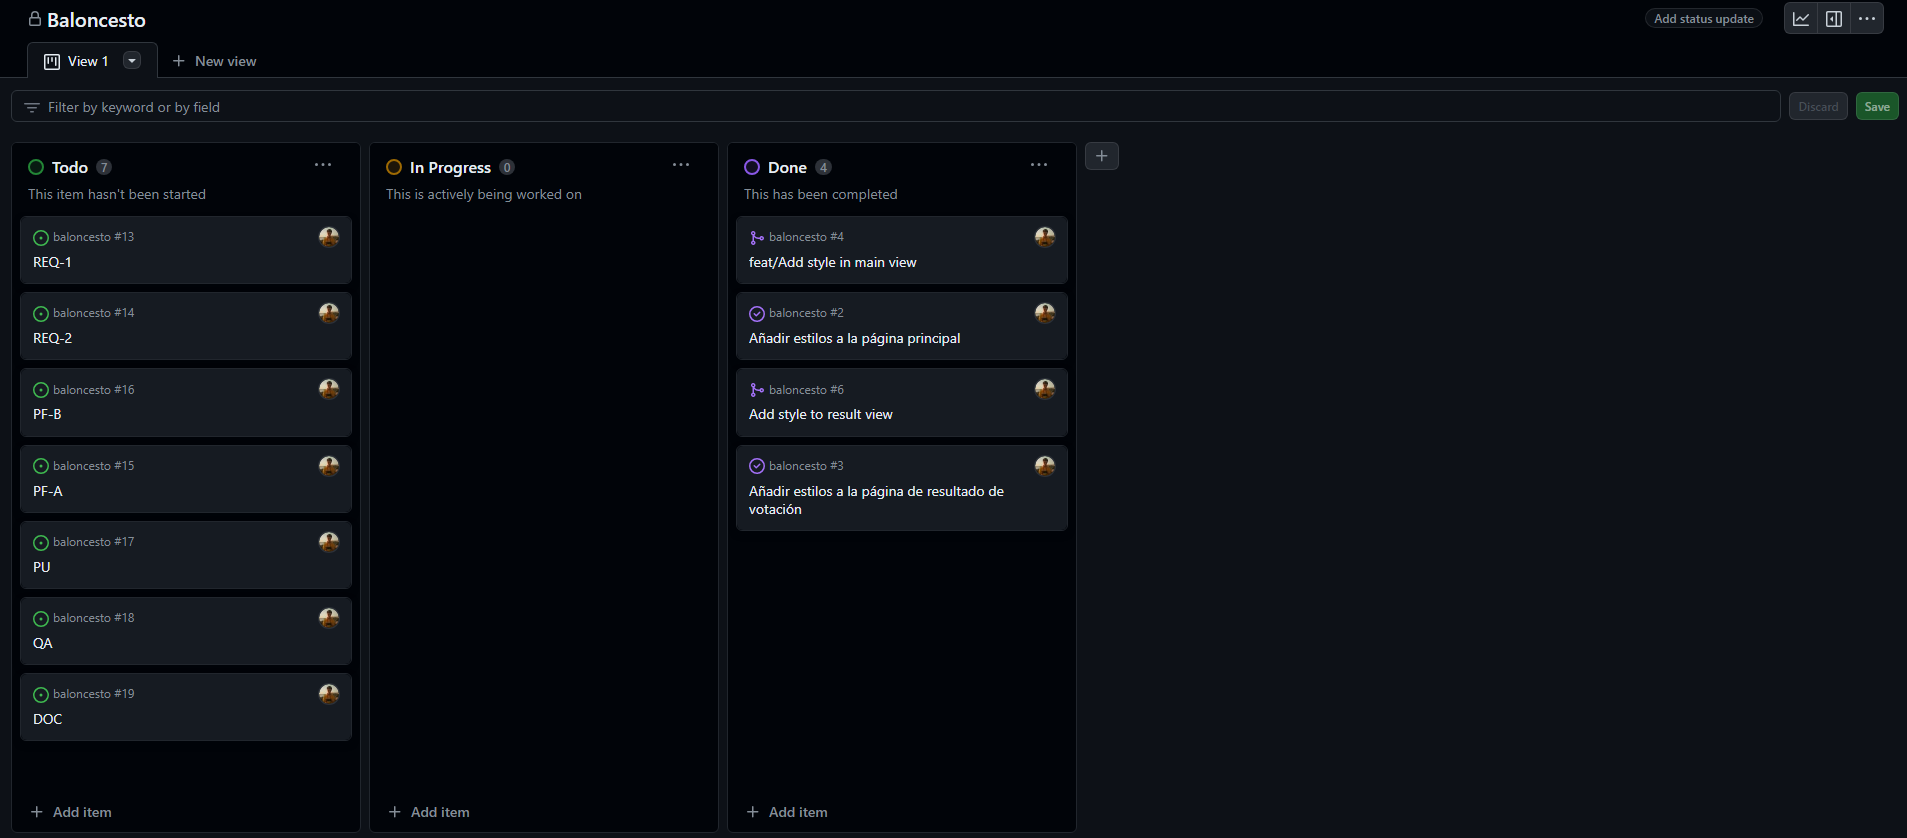 Baloncesto
Add status update
View 1
New view
Filter by keyword or by field
Discard
Save
Todo 7
This item hasn't been started
baloncesto #13
REQ-1
baloncesto #14
REQ-2
baloncesto #16
PF-B
baloncesto #15
PF-A
baloncesto #17
PU
baloncesto #18
QA
baloncesto #19
DOC
Add item
In Progress 0
This is actively being worked on
Add item
Done 4
This has been completed
baloncesto #4
feat/Add style in main view
baloncesto #2
Añadir estilos a la página principal
baloncesto #6
Add style to result view
baloncesto #3
Añadir estilos a la página de resultado de
votación
Add item